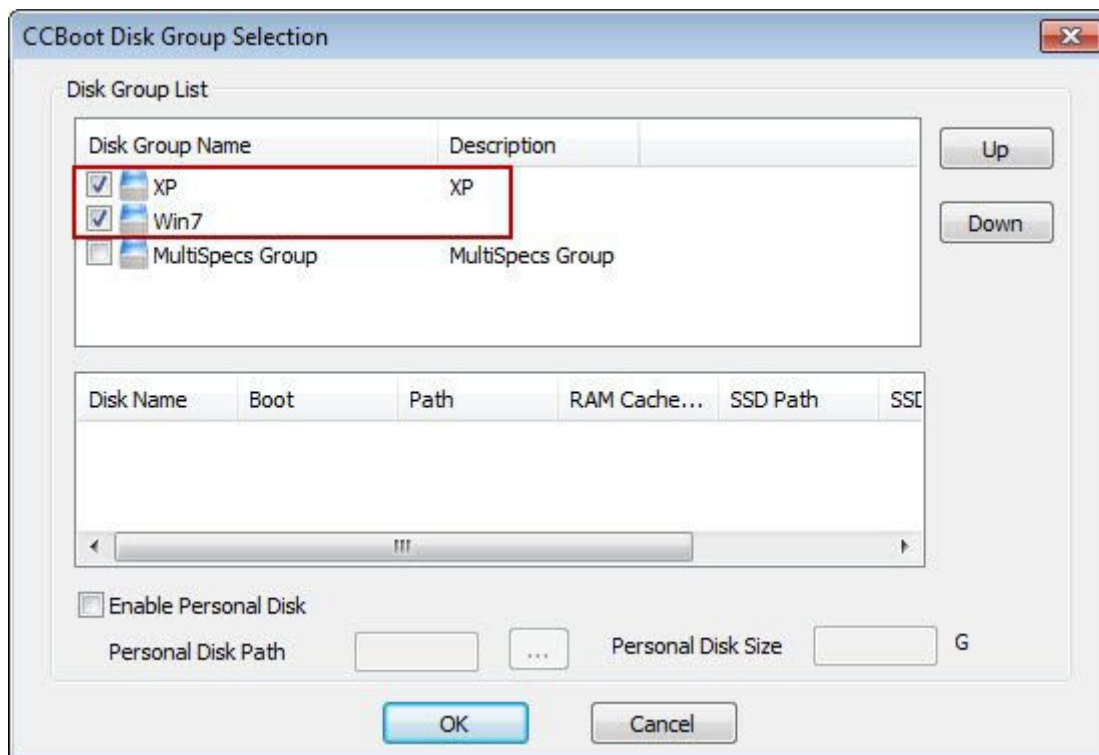 CCBoot Disk Group Selection
Disk Group List
Disk Group Name Description
Up
XP XP
Win7
Down
MultiSpecs Group MultiSpecs Group
Disk Name Boot Path RAM Cache... SSD Path SSD
Enable Personal Disk
Personal Disk Path ... Personal Disk Size G
OK Cancel